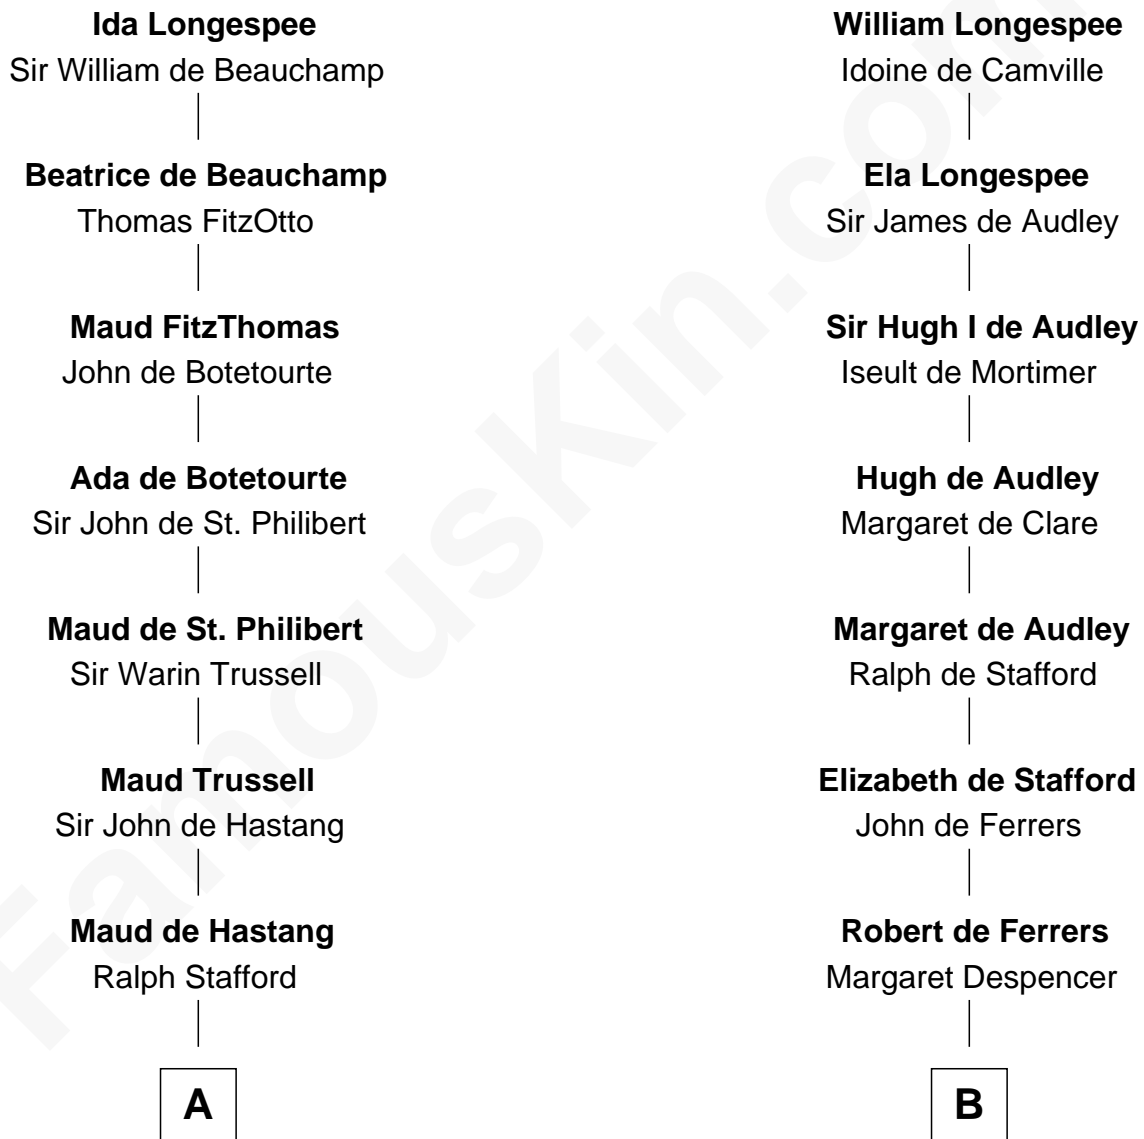 Ida Longespee
Sir William de Beauchamp
Beatrice de Beauchamp
Thomas FitzOtto
Maud FitzThomas
John de Botetourte
Ada de Botetourte
Sir John de St. Philibert
Maud de St. Philibert
Sir Warin Trussell
Maud Trussell
Sir John de Hastang
Maud de Hastang
Ralph Stafford
A
William Longespee
Idoine de Camville
Ela Longespee
Sir James de Audley
Sir Hugh I de Audley
Iseult de Mortimer
Hugh de Audley
Margaret de Clare
Margaret de Audley
Ralph de Stafford
Elizabeth de Stafford
John de Ferrers
Robert de Ferrers
Margaret Despencer
B
FamousKin.com